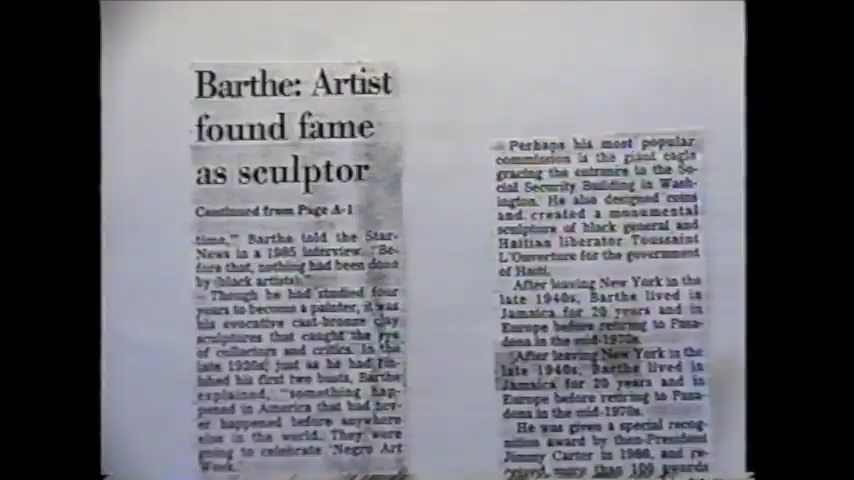 Barthe: Artist
found fame
as sculptor
Continued from Page A-1
time," Barthe told the Star-
News in a 1985 interview. "Be-
fore that, nothing had been done
by (black artists)."
Though he had studied four
years to become a painter, it was
his evocative cast-bronze clay
sculptures that caught the eye
of collectors and critics. In the
late 1920s, just as he had fin-
ished his first two busts, Barthe
explained, "something hap-
pened in America that had nev-
er happened before anywhere
else in the world. They were
going to celebrate 'Negro Art
Week.'
Perhaps his most popular
commission is the giant eagle
gracing the entrance to the So-
cial Security Building in Wash-
ington. He also designed coins
and created a monumental
sculpture of black general and
Haitian liberator Toussaint
L'Ouverture for the government
of Haiti.
After leaving New York in the
late 1940s, Barthe lived in
Jamaica for 20 years and in
Europe before retiring to Pasa-
dena in the mid-1970s.
After leaving New York in the
late 1940s, Barthe lived in
Jamaica for 20 years and in
Europe before retiring to Pasa-
dena in the mid-1970s.
He was given a special recog-
nition award by then-President
Jimmy Carter in 1980, and re-
ceived more than 100 awards